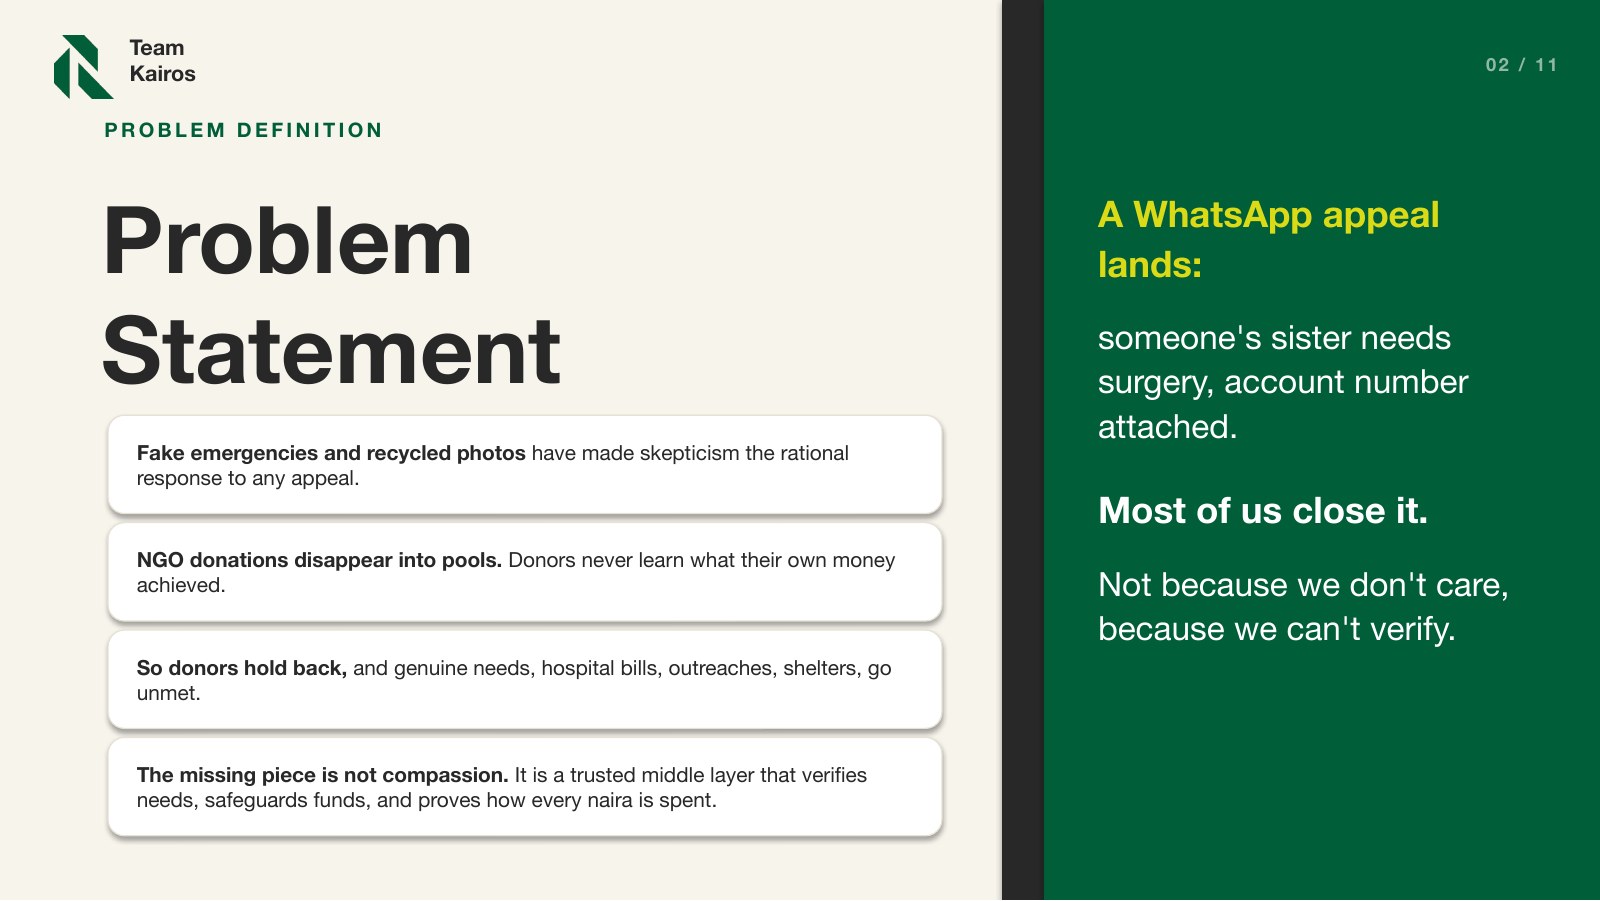 Team
Kairos
PROBLEM DEFINITION
Problem
Statement
Fake emergencies and recycled photos have made skepticism the rational
response to any appeal.
NGO donations disappear into pools. Donors never learn what their own money
achieved.
So donors hold back, and genuine needs, hospital bills, outreaches, shelters, go
unmet.
The missing piece is not compassion. It is a trusted middle layer that verifies
needs, safeguards funds, and proves how every naira is spent.
02 / 11
A WhatsApp appeal
lands:
someone's sister needs
surgery, account number
attached.
Most of us close it.
Not because we don't care,
because we can't verify.